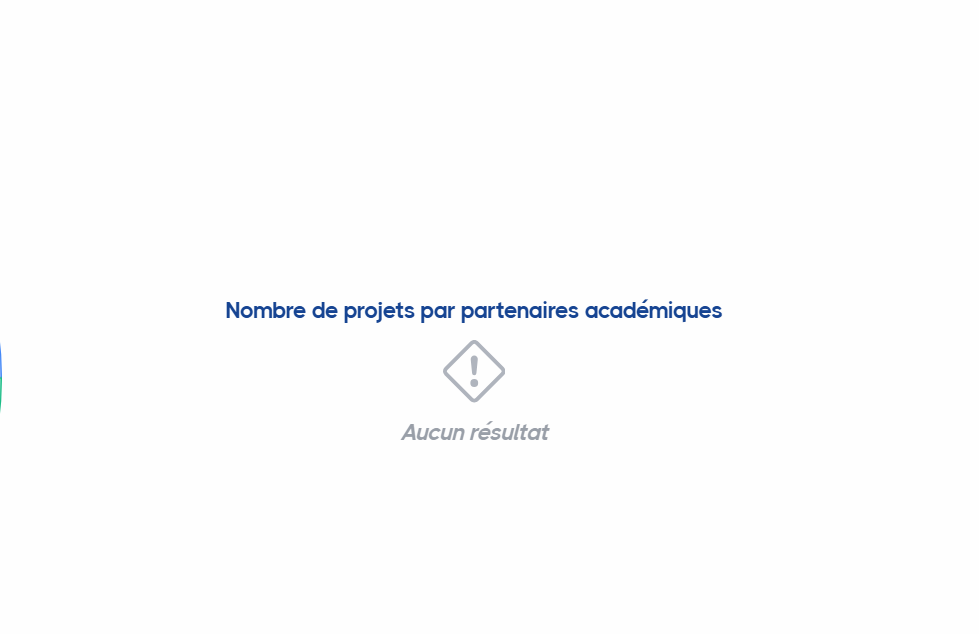 Nombre de projets par partenaires académiques
Aucun résultat